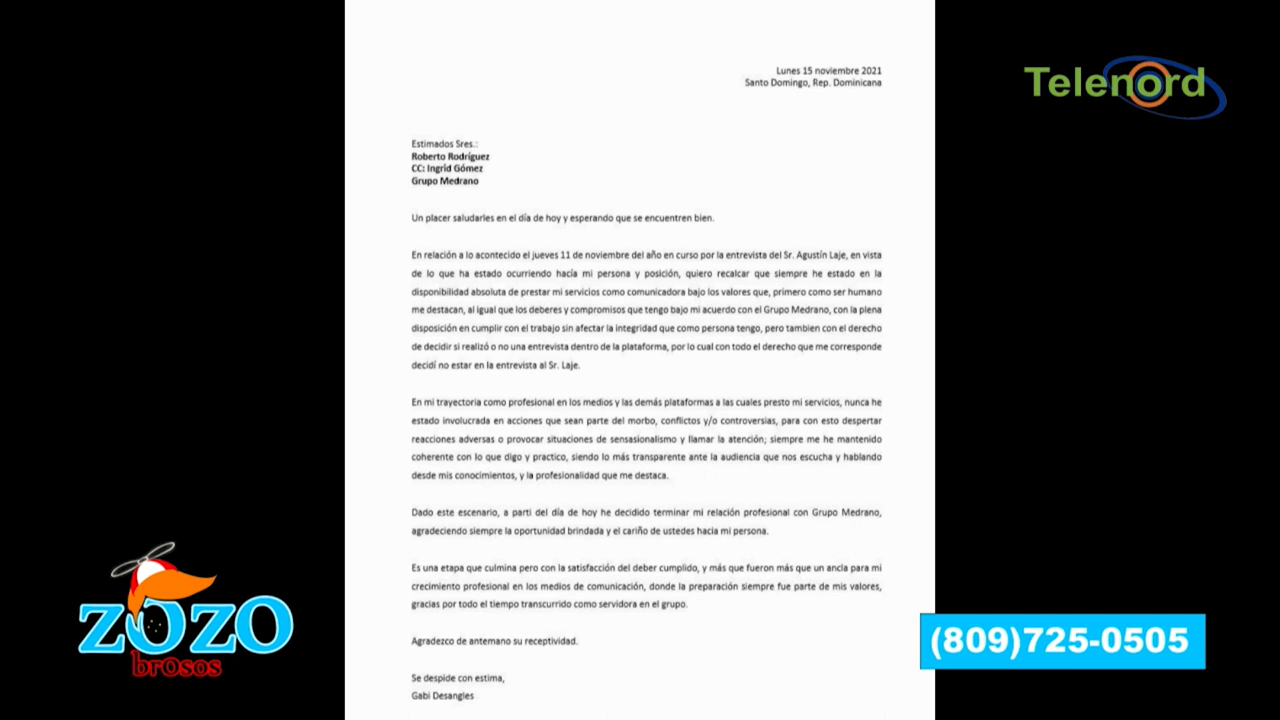 Lunes 15 noviembre 2021
Santo Domingo, Rep. Dominicana
Telenord
Estimados Sres.:
Roberto Rodríguez
CC: Ingrid Gómez
Grupo Medrano
Un placer saludarles en el día de hoy y esperando que se encuentren bien.
En relación a lo acontecido el jueves 11 de noviembre del año en curso por la entrevista del Sr. Agustín Laje, en vista
de lo que ha estado ocurriendo hacía mi persona y posición, quiero recalcar que siempre he estado en la
disponibilidad absoluta de prestar mi servicios como comunicadora bajo los valores que, primero como ser humano
me destacan, al igual que los deberes y compromisos que tengo bajo mi acuerdo con el Grupo Medrano, con la plena
disposición en cumplir con el trabajo sin afectar la integridad que como persona tengo, pero tambien con el derecho
de decidir si realizó o no una entrevista dentro de la plataforma, por lo cual con todo el derecho que me corresponde
decidí no estar en la entrevista al Sr. Laje.
En mi trayectoria como profesional en los medios y las demás plataformas a las cuales presto mi servicios, nunca he
estado involucrada en acciones que sean parte del morbo, conflictos y/o controversias, para con esto despertar
reacciones adversas o provocar situaciones de sensasionalismo y llamar la atención; siempre me he mantenido
coherente con lo que digo y practico, siendo lo más transparente ante la audiencia que nos escucha y hablando
desde mis conocimientos, y la profesionalidad que me destaca.
Dado este escenario, a parti del día de hoy he decidido terminar mi relación profesional con Grupo Medrano,
agradeciendo siempre la oportunidad brindada y el cariño de ustedes hacia mi persona.
Es una etapa que culmina pero con la satisfacción del deber cumplido, y más que fueron más que un ancla para mi
crecimiento profesional en los medios de comunicación, donde la preparación siempre fue parte de mis valores,
gracias por todo el tiempo transcurrido como servidora en el grupo.
Agradezco de antemano su receptividad.
Se despide con estima,
Gabi Desangles
ZOZO
brOsos
(809)725-0505